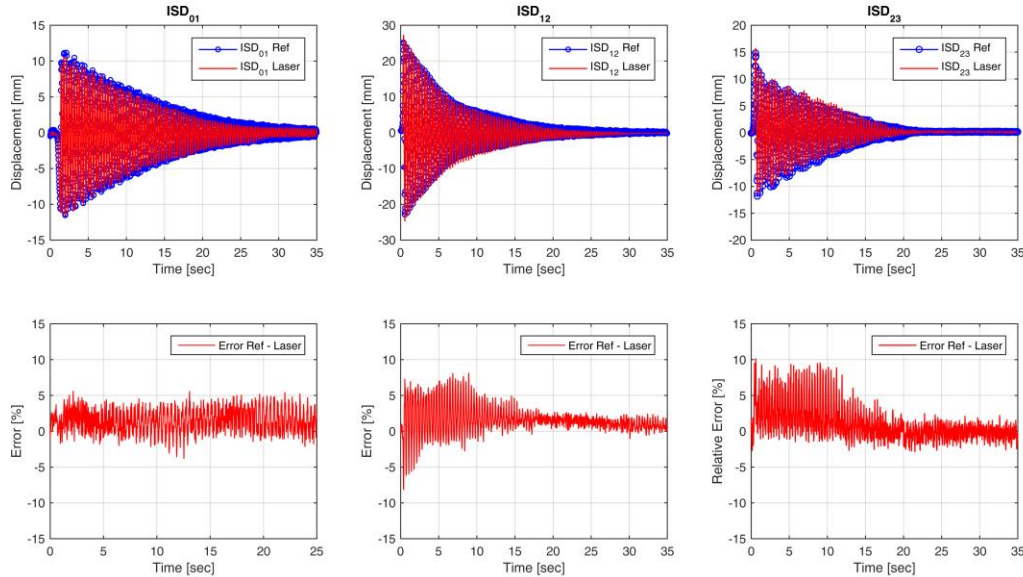 ISD₀₁
15
10
5
0
-5
-10
-15
Displacement [mm]
ISD₀₁ Ref
ISD₀₁ Laser
0 5 10 15 20 25 30 35
Time [sec]
ISD₁₂
30
20
10
0
-10
-20
-30
Displacement [mm]
ISD₁₂ Ref
ISD₁₂ Laser
0 5 10 15 20 25 30 35
Time [sec]
ISD₂₃
20
15
10
5
0
-5
-10
-15
-20
Displacement [mm]
ISD₂₃ Ref
ISD₂₃ Laser
0 5 10 15 20 25 30 35
Time [sec]
15
10
5
0
-5
-10
-15
Error [%]
Error Ref - Laser
0 5 10 15 20 25
Time [sec]
15
10
5
0
-5
-10
-15
Error [%]
Error Ref - Laser
0 5 10 15 20 25 30 35
Time [sec]
15
10
5
0
-5
-10
-15
Relative Error [%]
Error Ref - Laser
0 5 10 15 20 25 30 35
Time [sec]